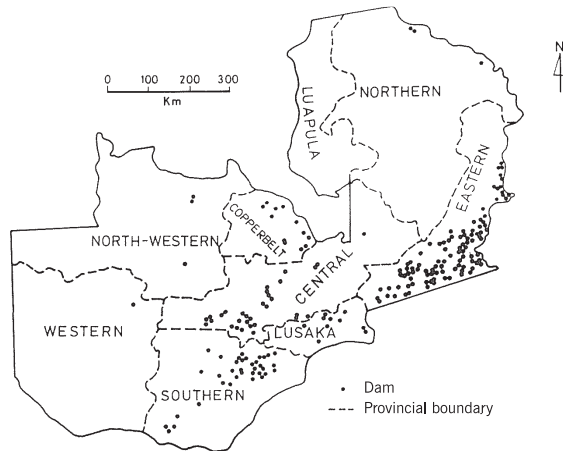 N
0 100 200 300
Km
NORTHERN
LUAPULA
EASTERN
COPPERBELT
NORTH-WESTERN
CENTRAL
WESTERN
LUSAKA
SOUTHERN
Dam
Provincial boundary